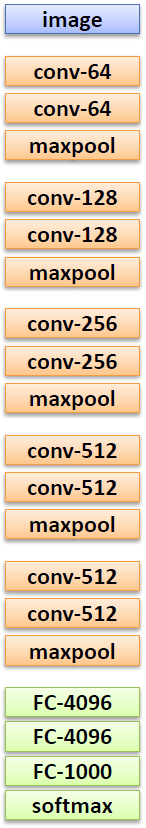 image
conv-64
conv-64
maxpool
conv-128
conv-128
maxpool
conv-256
conv-256
maxpool
conv-512
conv-512
maxpool
conv-512
conv-512
maxpool
FC-4096
FC-4096
FC-1000
softmax